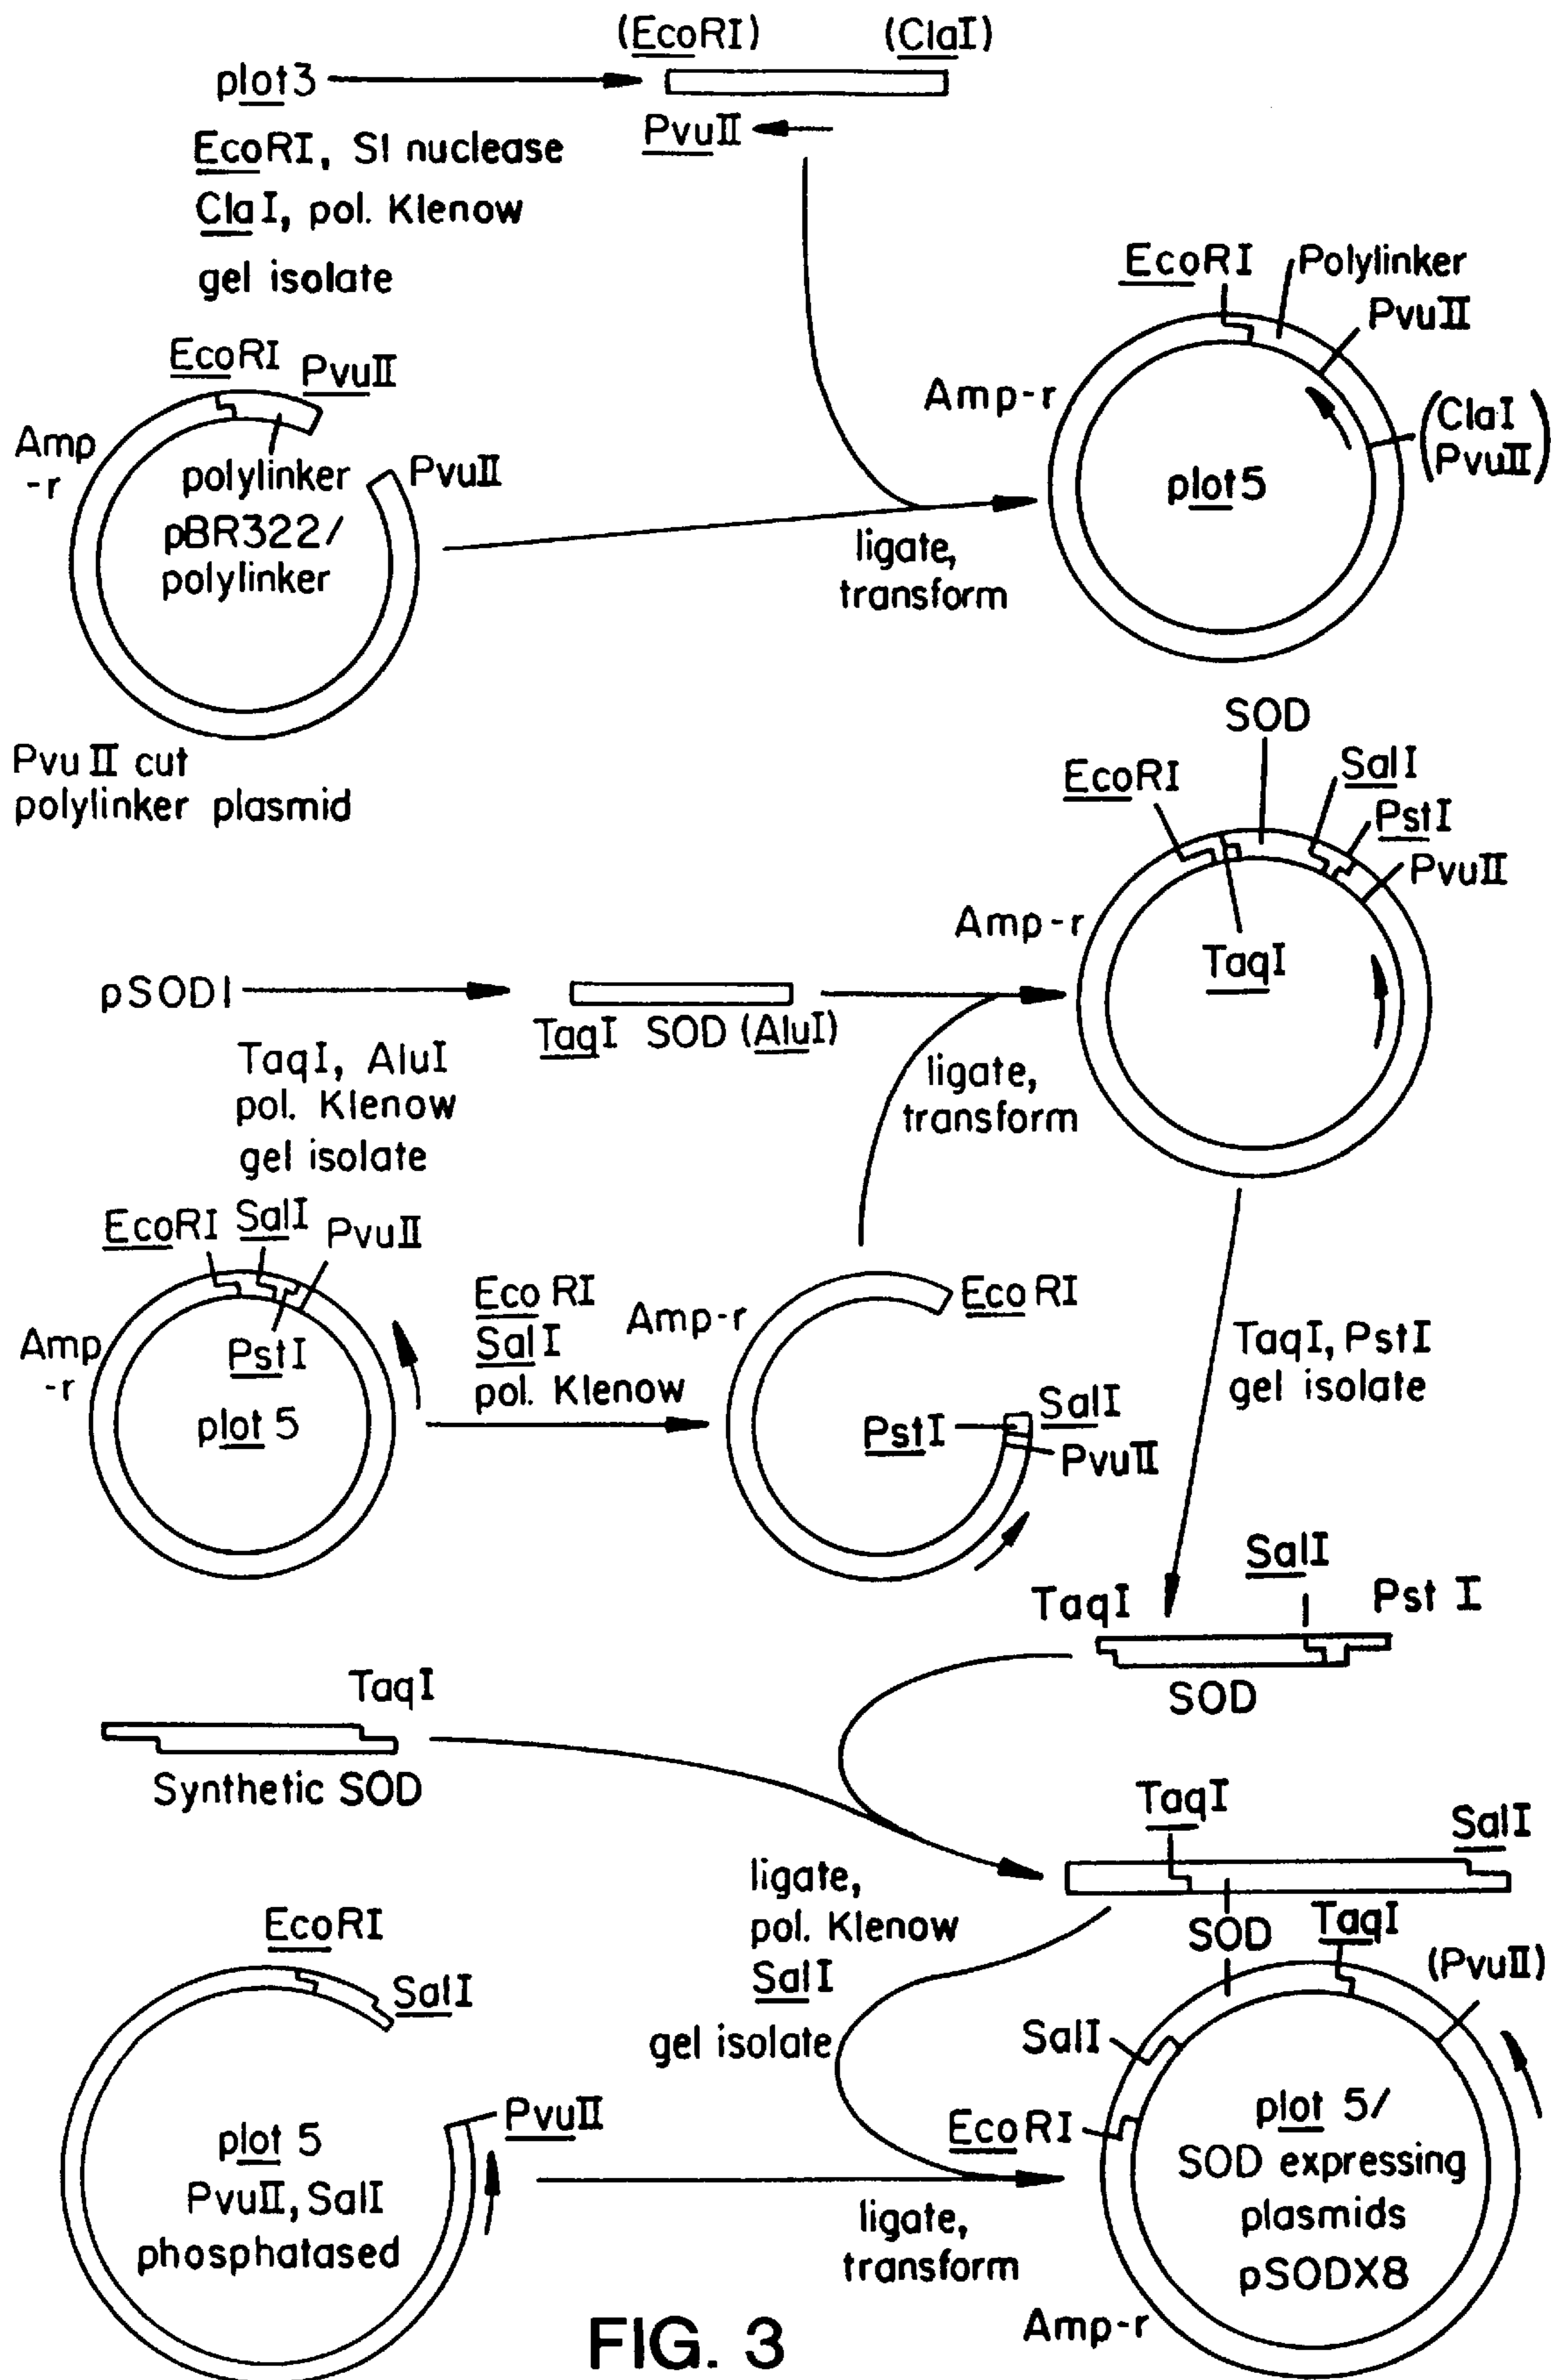 (EcoRI)
(ClaI)
plot3
PvuII
EcoRI, SI nuclease
ClaI, pol. Klenow
gel isolate
EcoRI
Polylinker
PvuII
EcoRI
PvuII
Amp-r
(ClaI
PvuII)
Amp
-r
polylinker
PvuII
pBR322/
polylinker
plot5
ligate,
transform
Pvu II cut
polylinker plasmid
SOD
EcoRI
SalI
PstI
PvuII
Amp-r
TaqI
pSODI
TaqI SOD (AluI)
TaqI, AluI
pol. Klenow
gel isolate
ligate,
transform
EcoRI
SalI
PvuII
Amp
-r
PstI
plot 5
Eco RI
SalI
pol. Klenow
Amp-r
EcoRI
PstI
SalI
PvuII
TaqI, PstI
gel isolate
TaqI
SalI
Pst I
SOD
TaqI
Synthetic SOD
TaqI
SalI
ligate,
pol. Klenow
SalI
gel isolate
SOD
TaqI
(PvuII)
EcoRI
SalI
SalI
EcoRI
PvuII
plot 5
PvuII, SalI
phosphatased
plot 5/
SOD expressing
plasmids
pSODX8
ligate,
transform
Amp-r
FIG. 3